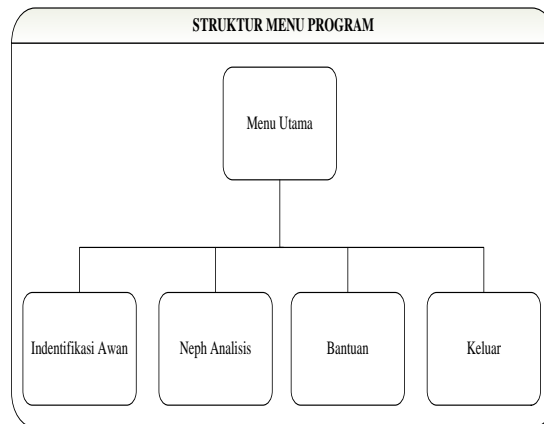 STRUKTUR MENU PROGRAM
Menu Utama
Indentifikasi Awan
Neph Analisis
Bantuan
Keluar